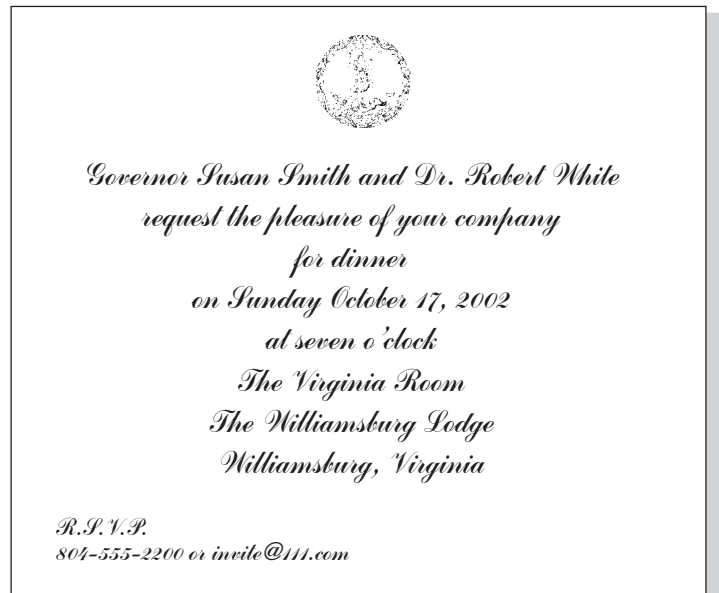 Governor Susan Smith and Dr. Robert White
request the pleasure of your company
for dinner
on Sunday October 17, 2002
at seven o'clock
The Virginia Room
The Williamsburg Lodge
Williamsburg, Virginia
R.S.V.P.
804-555-2200 or invite@111.com